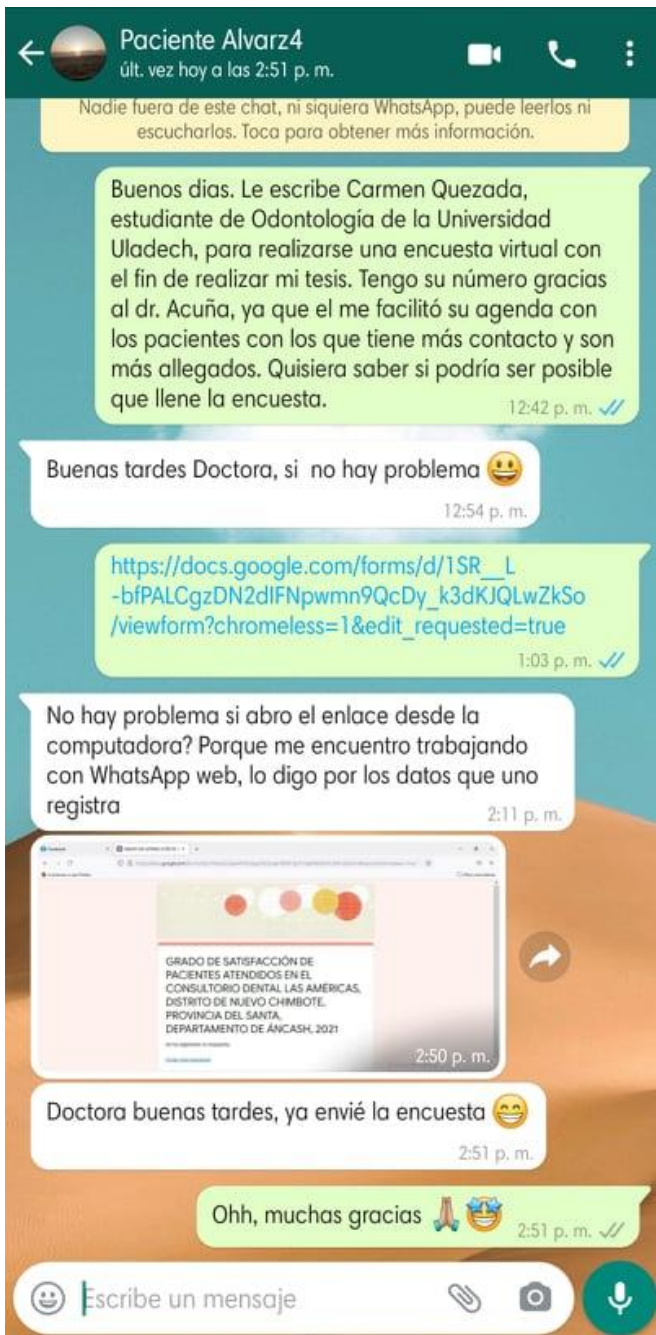 Paciente Alvarz4
últ. vez hoy a las 2:51 p. m.
Nadie fuera de este chat, ni siquiera WhatsApp, puede leerlos ni
escucharlos. Toca para obtener más información.
Buenos dias. Le escribe Carmen Quezada,
estudiante de Odontología de la Universidad
Uladech, para realizarse una encuesta virtual con
el fin de realizar mi tesis. Tengo su número gracias
al dr. Acuña, ya que el me facilitó su agenda con
los pacientes con los que tiene más contacto y son
más allegados. Quisiera saber si podría ser posible
que llene la encuesta.
12:42 p. m.
Buenas tardes Doctora, si no hay problema 😃
12:54 p. m.
https://docs.google.com/forms/d/1SR__L
-bfPALCgzDN2dIFNpwmn9QcDy_k3dKJQLwZkSo
/viewform?chromeless=1&edit_requested=true
1:03 p. m.
No hay problema si abro el enlace desde la
computadora? Porque me encuentro trabajando
con WhatsApp web, lo digo por los datos que uno
registra
2:11 p. m.
GRADO DE SATISFACCIÓN DE
PACIENTES ATENDIDOS EN EL
CONSULTORIO DENTAL LAS AMÉRICAS,
DISTRITO DE NUEVO CHIMBOTE,
PROVINCIA DEL SANTA,
DEPARTAMENTO DE ÁNCASH, 2021
2:50 p. m.
Doctora buenas tardes, ya envié la encuesta 😁
2:51 p. m.
Ohh, muchas gracias 🙏🤩
2:51 p. m.
Escribe un mensaje